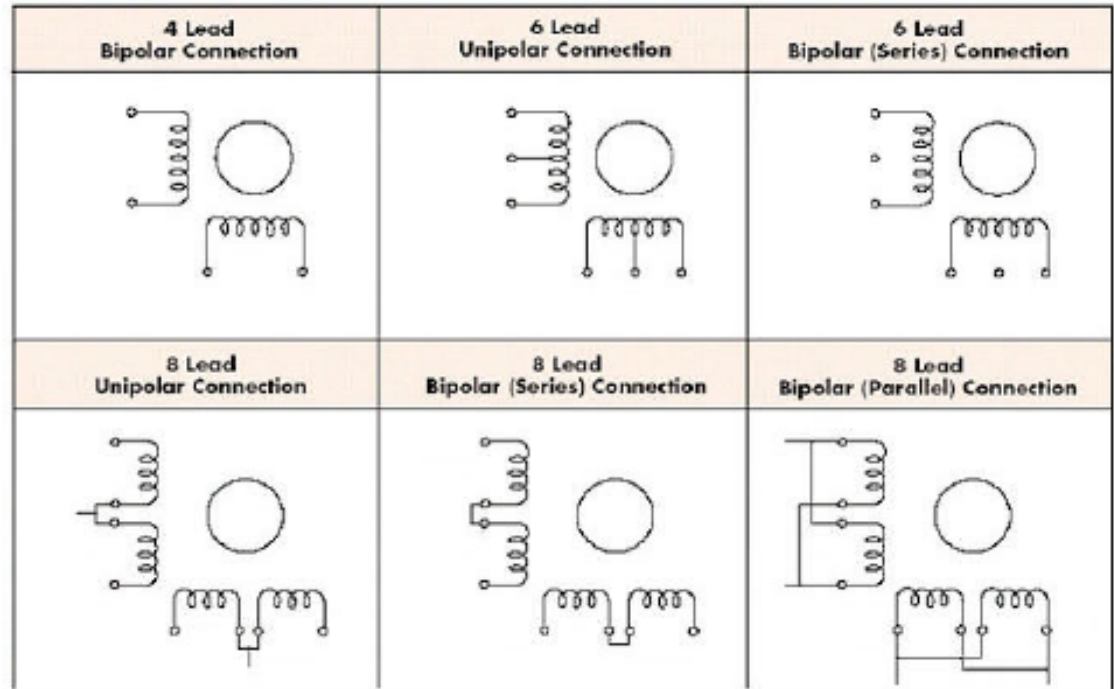 4 Lead
Bipolar Connection
6 Lead
Unipolar Connection
6 Lead
Bipolar (Series) Connection
8 Lead
Unipolar Connection
8 Lead
Bipolar (Series) Connection
8 Lead
Bipolar (Parallel) Connection